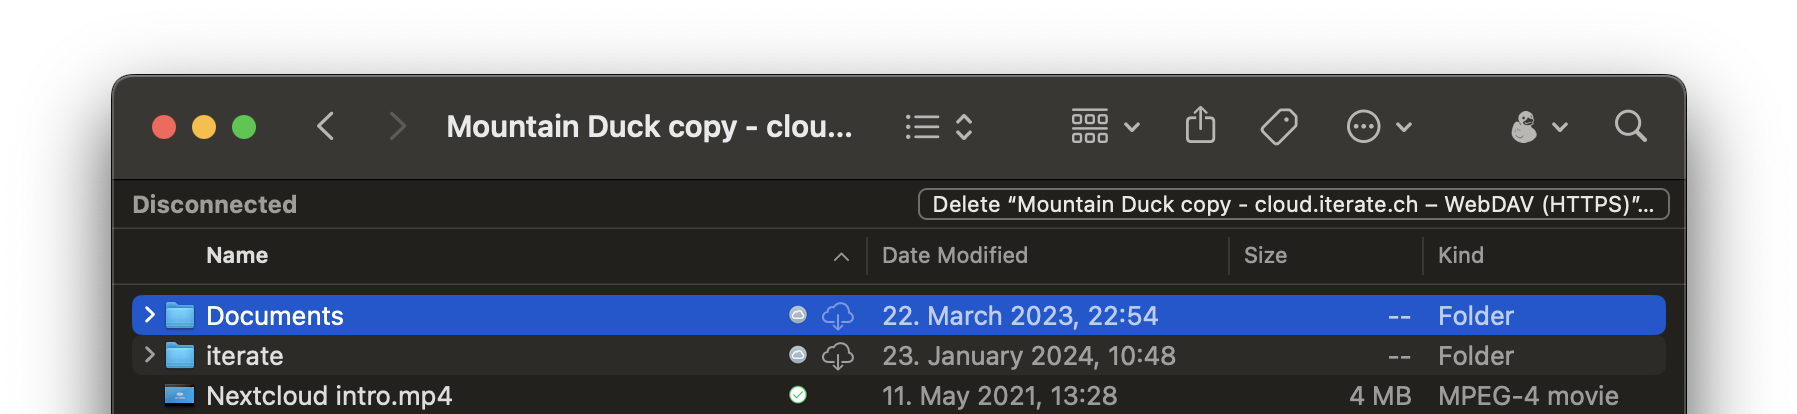 Mountain Duck copy - clou...
Disconnected
Delete “Mountain Duck copy - cloud.iterate.ch – WebDAV (HTTPS)”...
Name Date Modified Size Kind
Documents 22. March 2023, 22:54 -- Folder
iterate 23. January 2024, 10:48 -- Folder
Nextcloud intro.mp4 11. May 2021, 13:28 4 MB MPEG-4 movie